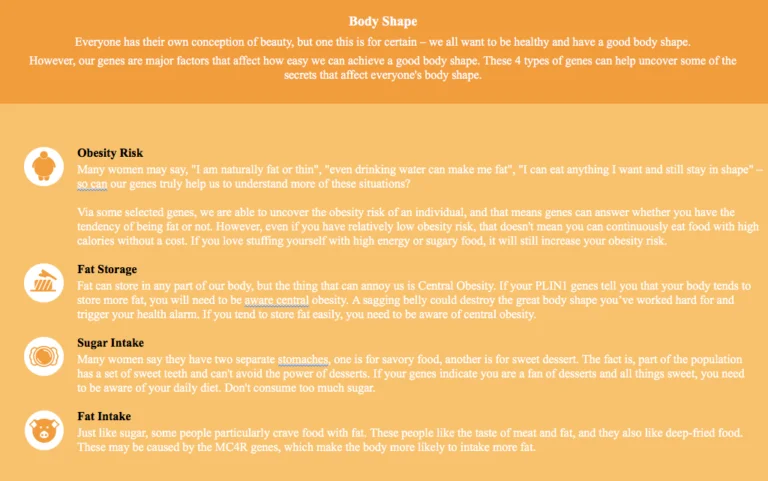 Body Shape
Everyone has their own conception of beauty, but one this is for certain – we all want to be healthy and have a good body shape.
However, our genes are major factors that affect how easy we can achieve a good body shape. These 4 types of genes can help uncover some of the
secrets that affect everyone's body shape.
Obesity Risk
Many women may say, "I am naturally fat or thin", "even drinking water can make me fat", "I can eat anything I want and still stay in shape" –
so can our genes truly help us to understand more of these situations?
Via some selected genes, we are able to uncover the obesity risk of an individual, and that means genes can answer whether you have the
tendency of being fat or not. However, even if you have relatively low obesity risk, that doesn't mean you can continuously eat food with high
calories without a cost. If you love stuffing yourself with high energy or sugary food, it will still increase your obesity risk.
Fat Storage
Fat can store in any part of our body, but the thing that can annoy us is Central Obesity. If your PLIN1 genes tell you that your body tends to
store more fat, you will need to be aware central obesity. A sagging belly could destroy the great body shape you've worked hard for and
trigger your health alarm. If you tend to store fat easily, you need to be aware of central obesity.
Sugar Intake
Many women say they have two separate stomaches, one is for savory food, another is for sweet dessert. The fact is, part of the population
has a set of sweet teeth and can't avoid the power of desserts. If your genes indicate you are a fan of desserts and all things sweet, you need
to be aware of your daily diet. Don't consume too much sugar.
Fat Intake
Just like sugar, some people particularly crave food with fat. These people like the taste of meat and fat, and they also like deep-fried food.
These may be caused by the MC4R genes, which make the body more likely to intake more fat.